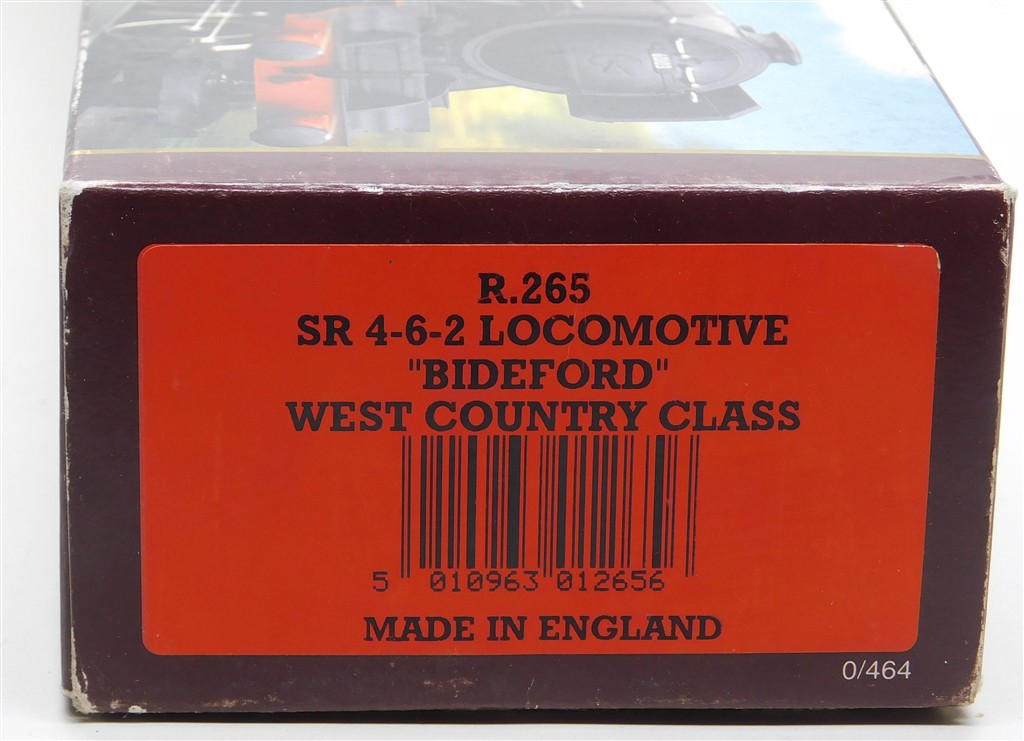 R.265
SR 4-6-2 LOCOMOTIVE
"BIDEFORD"
WEST COUNTRY CLASS
5 010963 012656
MADE IN ENGLAND
0/464